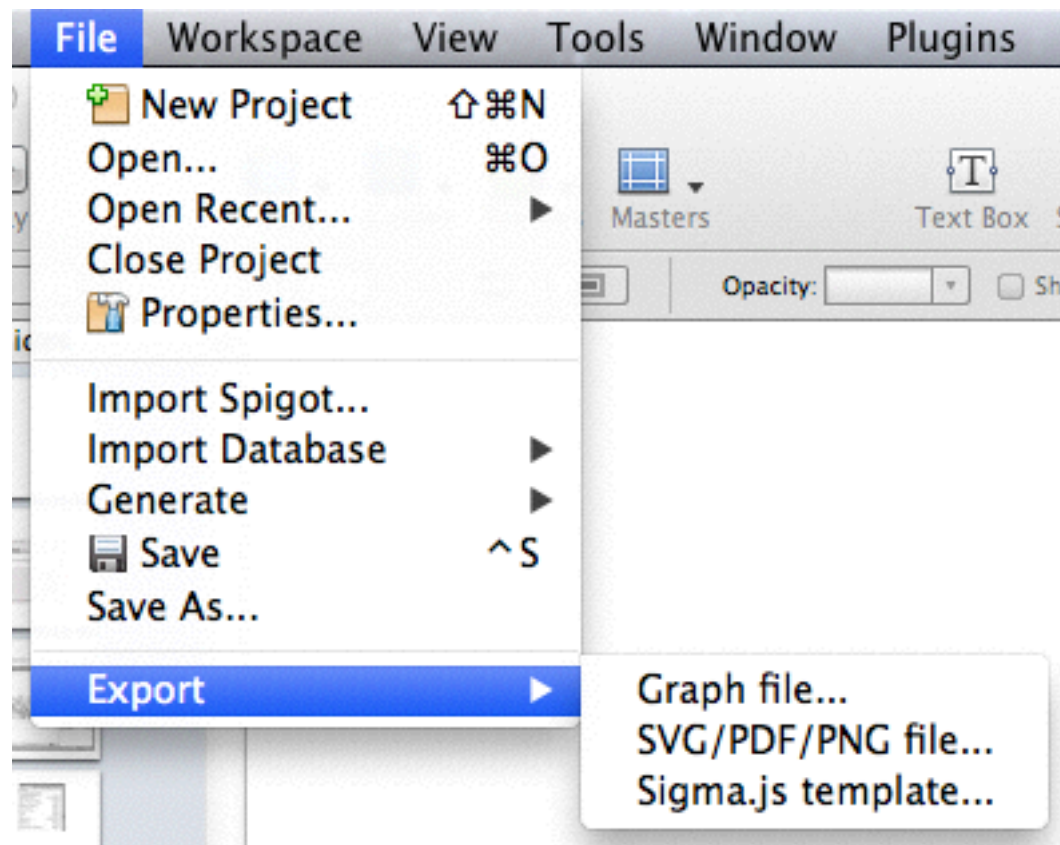 File Workspace View Tools Window Plugins
New Project ⇧⌘N
Open... ⌘O
Open Recent... ▶
Masters
Text Box
Close Project
Opacity:
Properties...
Import Spigot...
Import Database ▶
Generate ▶
Save ^S
Save As...
Export ▶
Graph file...
SVG/PDF/PNG file...
Sigma.js template...